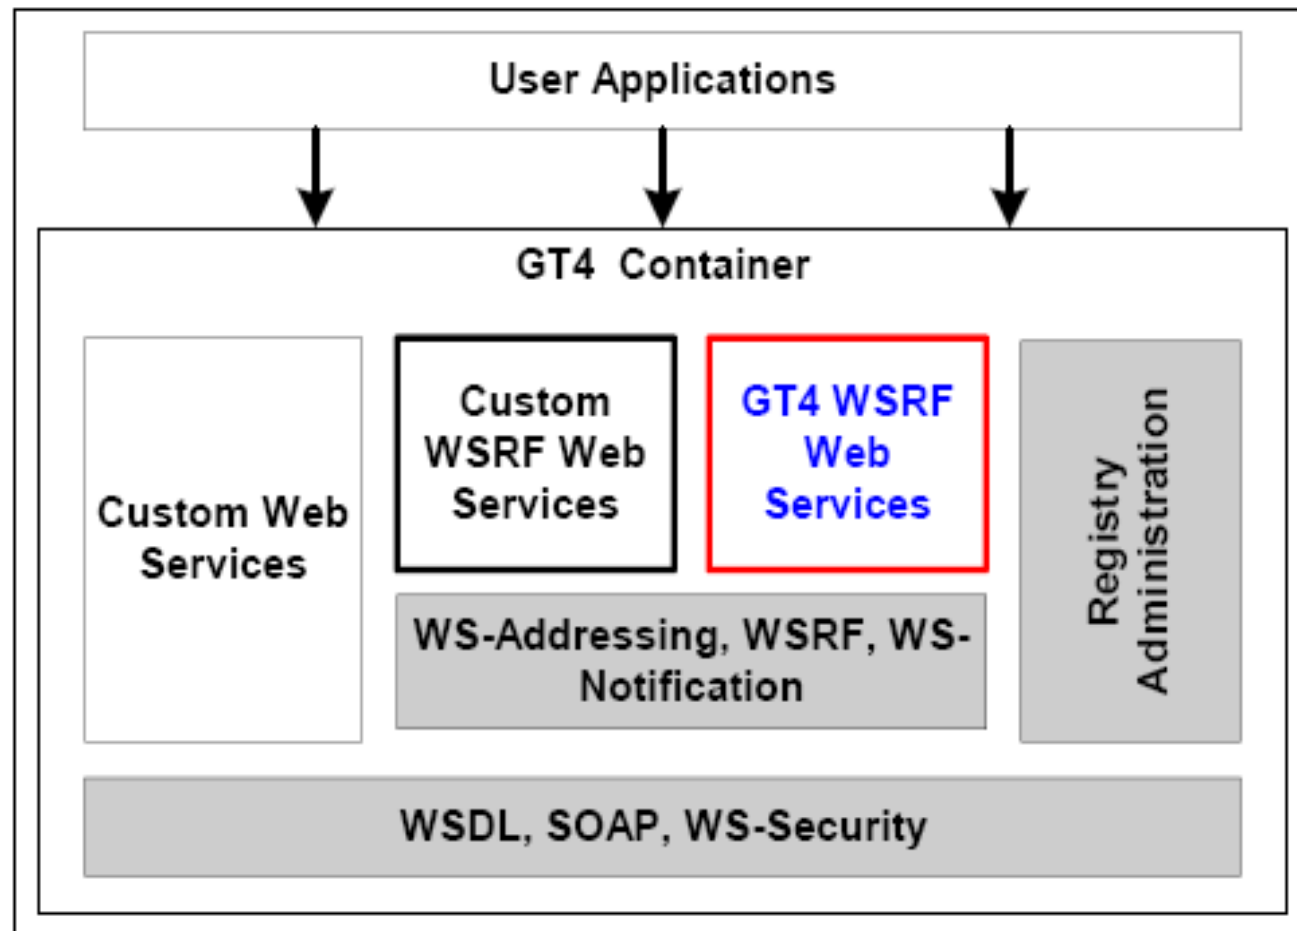 User Applications
GT4 Container
Custom Web
Services
Custom
WSRF Web
Services
GT4 WSRF
Web
Services
WS-Addressing, WSRF, WS-
Notification
Registry
Administration
WSDL, SOAP, WS-Security